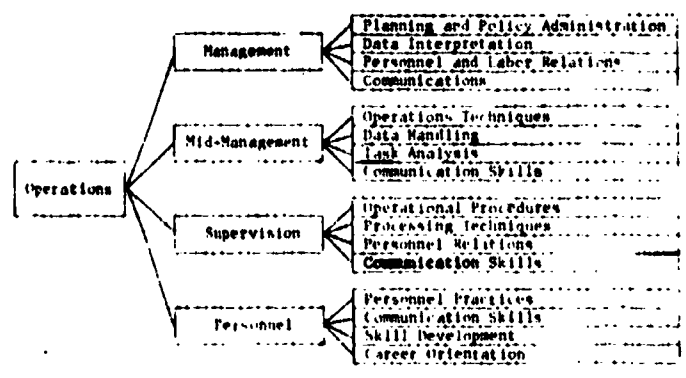 Planning and Policy Administration
Data Interpretation
Management
Personnel and Labor Relations
Communications
Operations Techniques
Data Handling
Mid-Management
Task Analysis
Communication Skills
Operations
Operational Procedures
Processing Techniques
Supervision
Personnel Relations
Communication Skills
Personnel Practices
Communication Skills
Personnel
Skill Development
Career Orientation